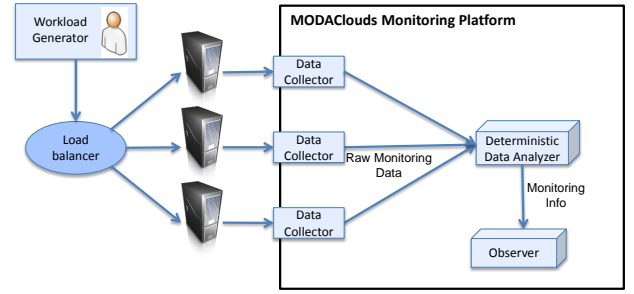 MODAClouds Monitoring Platform
Workload
Generator
Data
Collector
Load
balancer
Data
Collector
Raw Monitoring
Data
Deterministic
Data Analyzer
Monitoring
Info
Data
Collector
Observer